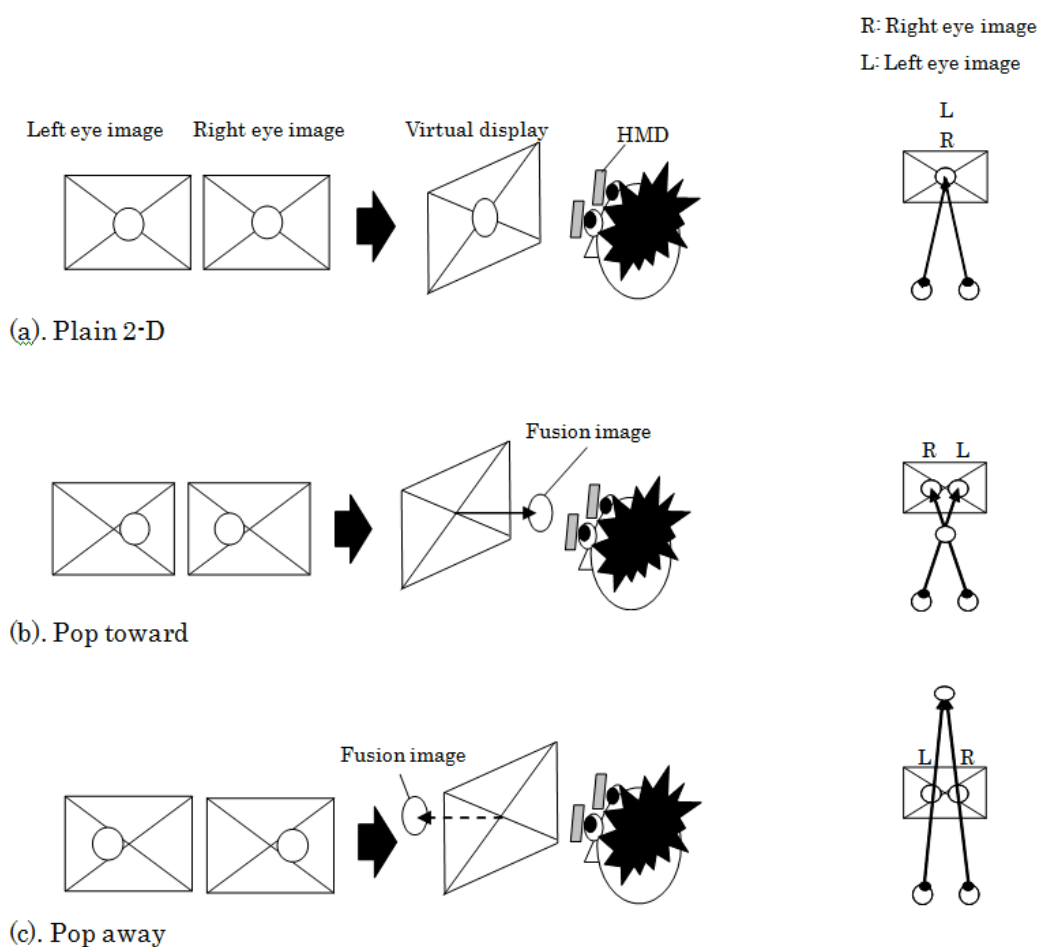 R: Right eye image
L: Left eye image
Left eye image
Right eye image
Virtual display
HMD
L
R
(a). Plain 2-D
Fusion image
R L
(b). Pop toward
Fusion image
L R
(c). Pop away